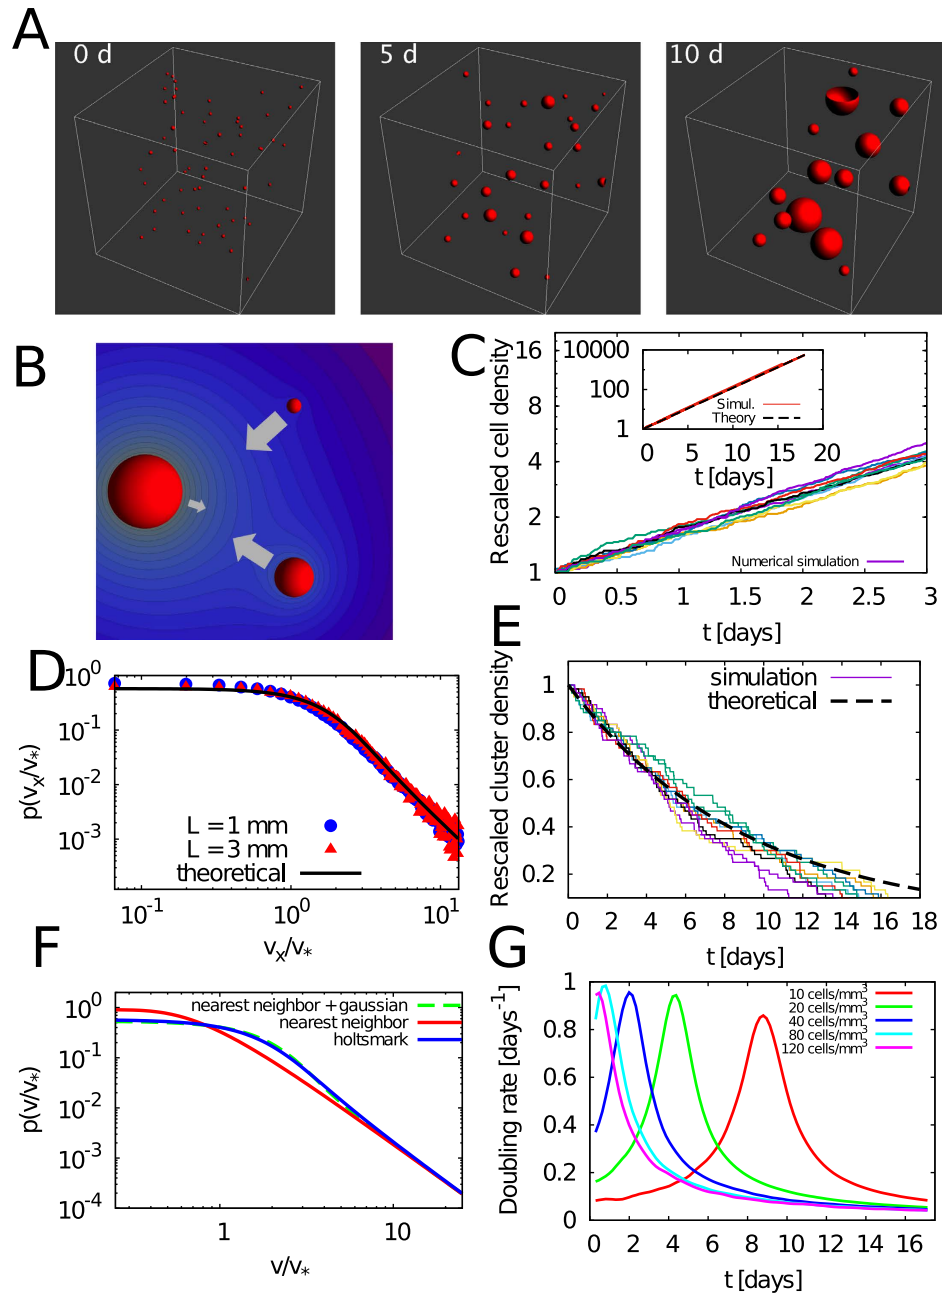 A
0 d
5 d
10 d
B
C
Rescaled cell density
16
8
4
2
1
10000
100
1
Simul.
Theory
0 5 10 15 20
t [days]
Numerical simulation
0 0.5 1 1.5 2 2.5 3
t [days]
D
p(vx/v*)
10^0
10^-1
10^-2
10^-3
L = 1 mm
L = 3 mm
theoretical
10^-1 10^0 10^1
vx/v*
E
Rescaled cluster density
1
0.8
0.6
0.4
0.2
simulation
theoretical
0 2 4 6 8 10 12 14 16 18
t [days]
F
p(v/v*)
10^0
10^-1
10^-2
10^-3
10^-4
nearest neighbor + gaussian
nearest neighbor
holtsmark
1 10
v/v*
G
Doubling rate [days^-1]
1
0.8
0.6
0.4
0.2
0
10 cells/mm^3
20 cells/mm^3
40 cells/mm^3
80 cells/mm^3
120 cells/mm^3
0 2 4 6 8 10 12 14 16
t [days]